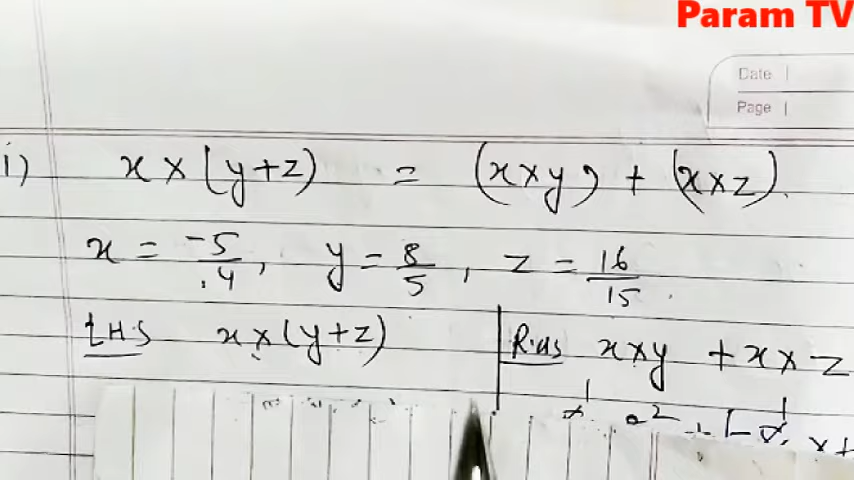 Param TV
Date
Page
i) x × (y+z) = (x×y) + (x×z).
x = -5/4, y = 8/5, z = 16/15.
LHS x×(y+z)
RHS x×y + x×z